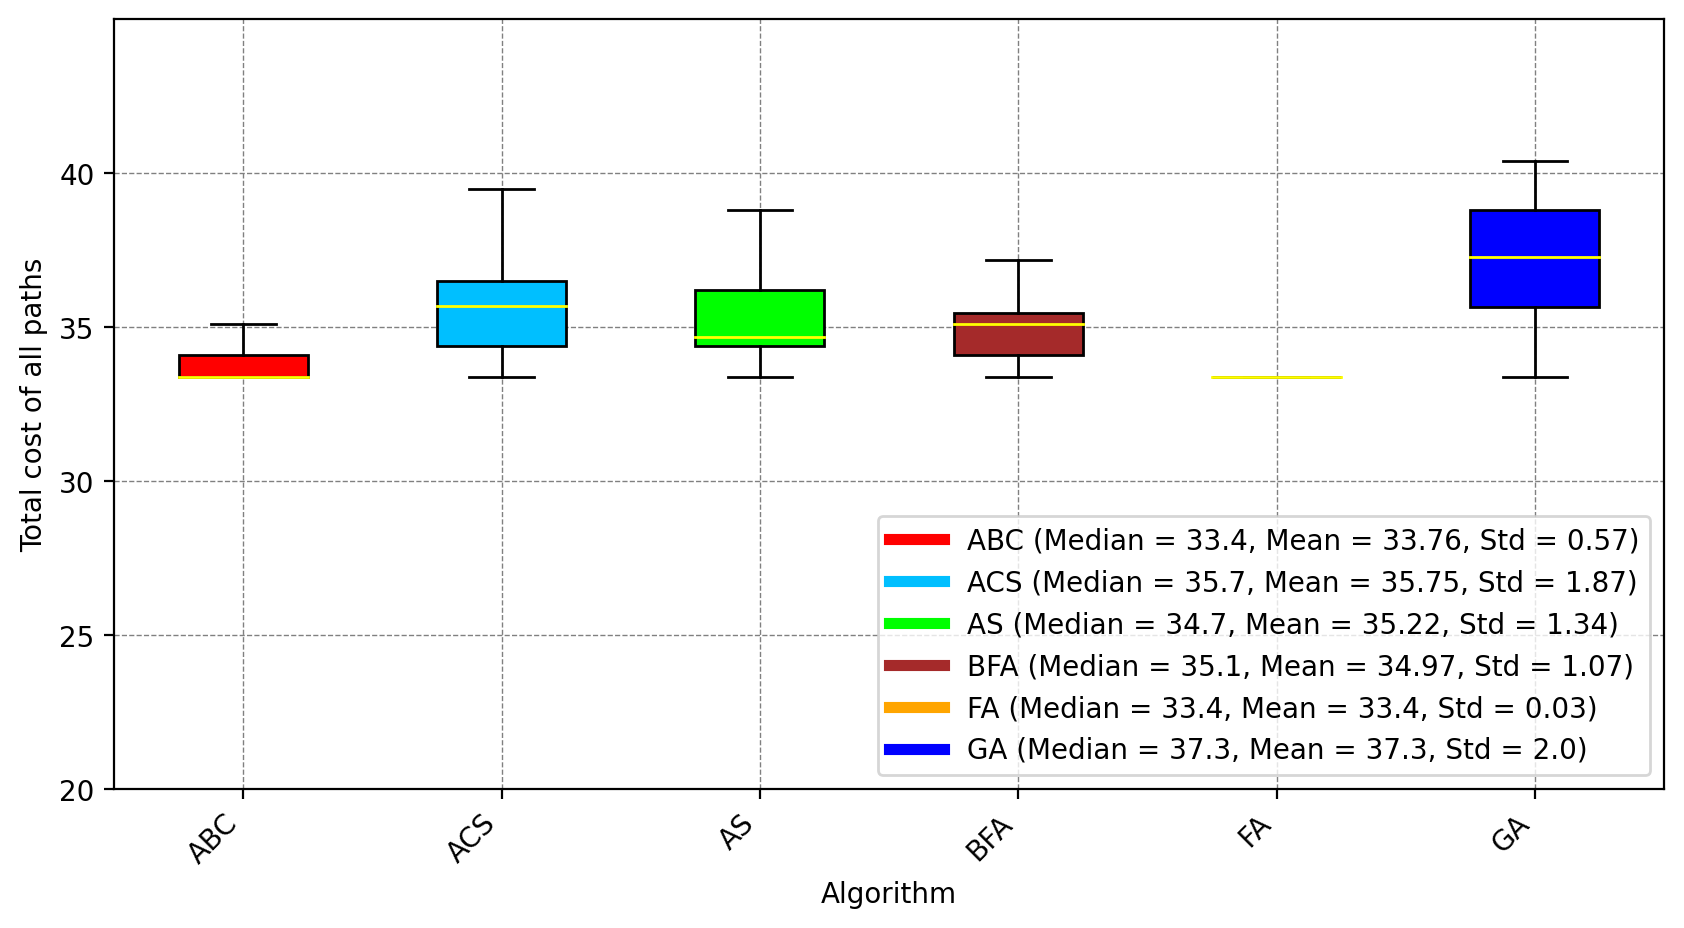 Total cost of all paths
40
35
30
25
20
ABC (Median = 33.4, Mean = 33.76, Std = 0.57)
ACS (Median = 35.7, Mean = 35.75, Std = 1.87)
AS (Median = 34.7, Mean = 35.22, Std = 1.34)
BFA (Median = 35.1, Mean = 34.97, Std = 1.07)
FA (Median = 33.4, Mean = 33.4, Std = 0.03)
GA (Median = 37.3, Mean = 37.3, Std = 2.0)
ABC
ACS
AS
BFA
FA
GA
Algorithm